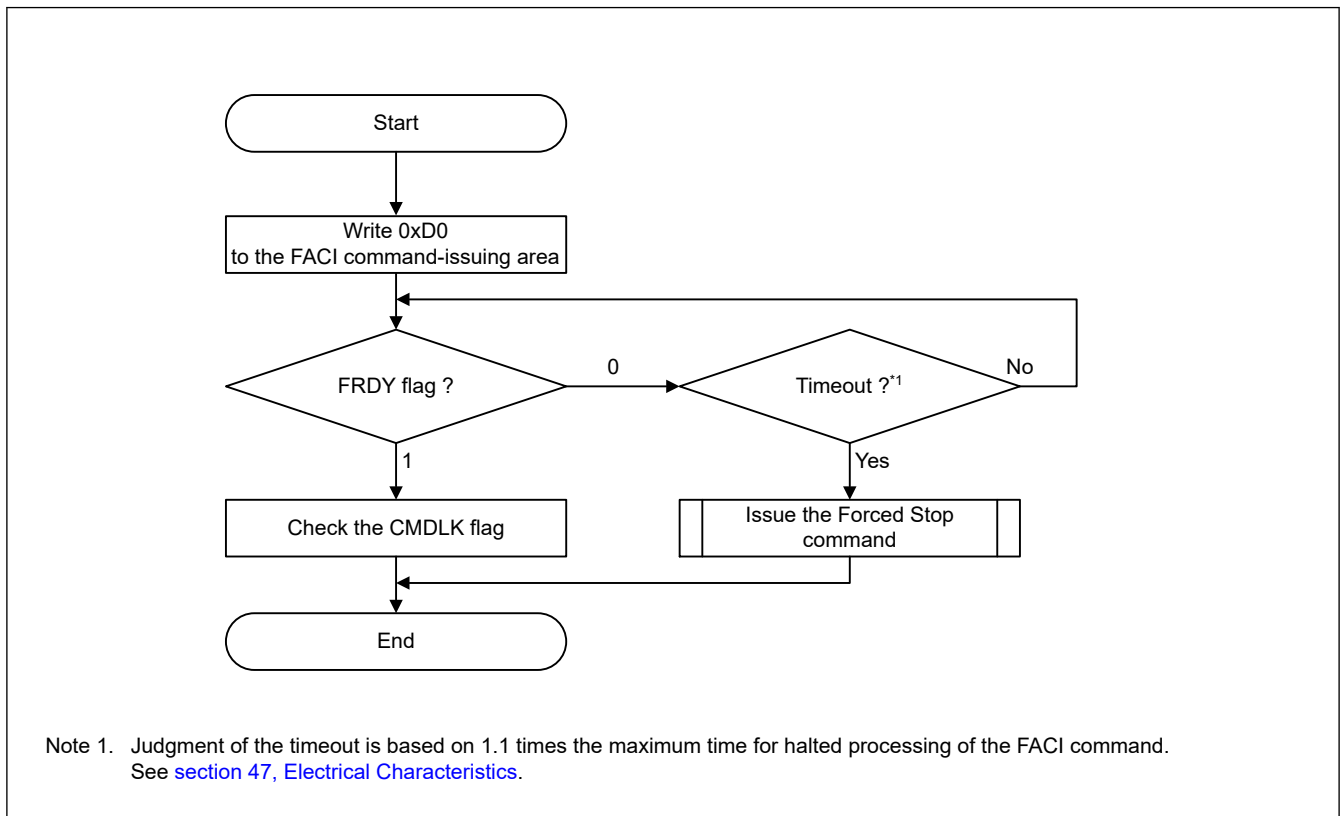 Start
Write 0xD0
to the FACI command-issuing area
FRDY flag ?
0
Timeout ?*1
No
1
Yes
Check the CMDLK flag
Issue the Forced Stop
command
End
Note 1. Judgment of the timeout is based on 1.1 times the maximum time for halted processing of the FACI command.
See section 47, Electrical Characteristics.